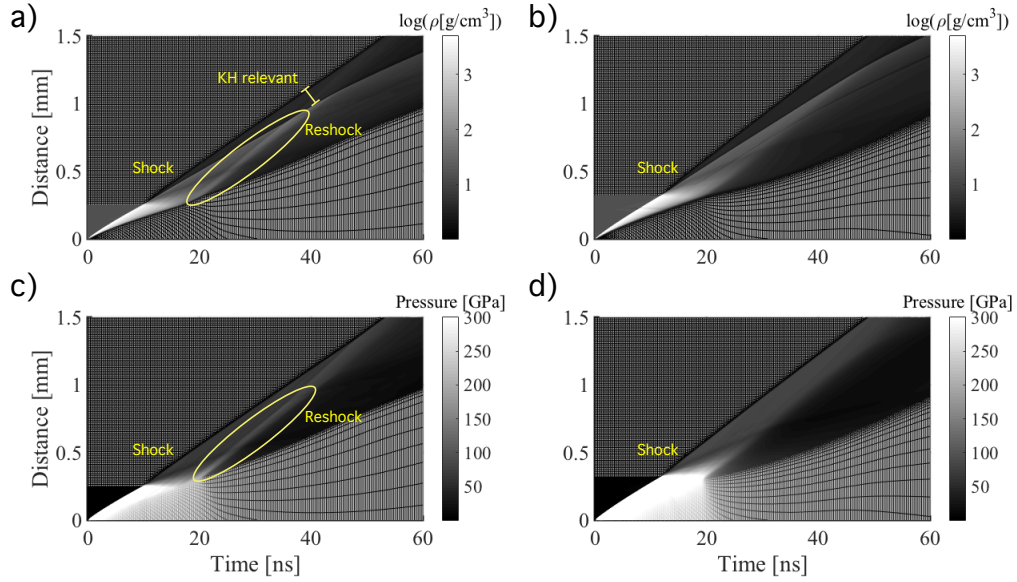 a)
log(ρ[g/cm³])
1.5
1
0.5
0
Distance [mm]
KH relevant
Reshock
Shock
3
2
1
0 20 40 60
b)
log(ρ[g/cm³])
1.5
1
0.5
0
Shock
3
2
1
0 20 40 60
c)
Pressure [GPa]
1.5
1
0.5
0
Distance [mm]
Reshock
Shock
300
250
200
150
100
50
0 20 40 60
Time [ns]
d)
Pressure [GPa]
1.5
1
0.5
0
Shock
300
250
200
150
100
50
0 20 40 60
Time [ns]